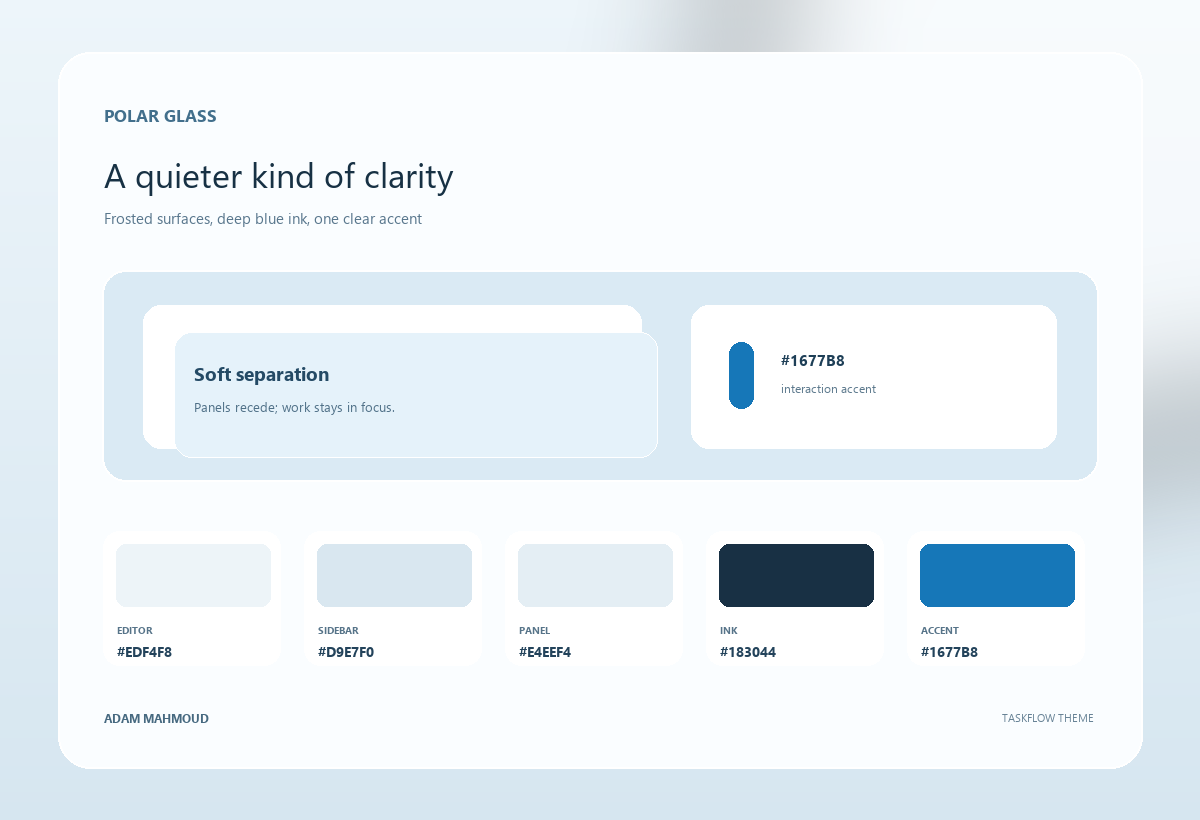 POLAR GLASS
A quieter kind of clarity
Frosted surfaces, deep blue ink, one clear accent
Soft separation
Panels recede; work stays in focus.
#1677B8
interaction accent
EDITOR
#EDF4F8
SIDEBAR
#D9E7F0
PANEL
#E4EEF4
INK
#183044
ACCENT
#1677B8
ADAM MAHMOUD
TASKFLOW THEME